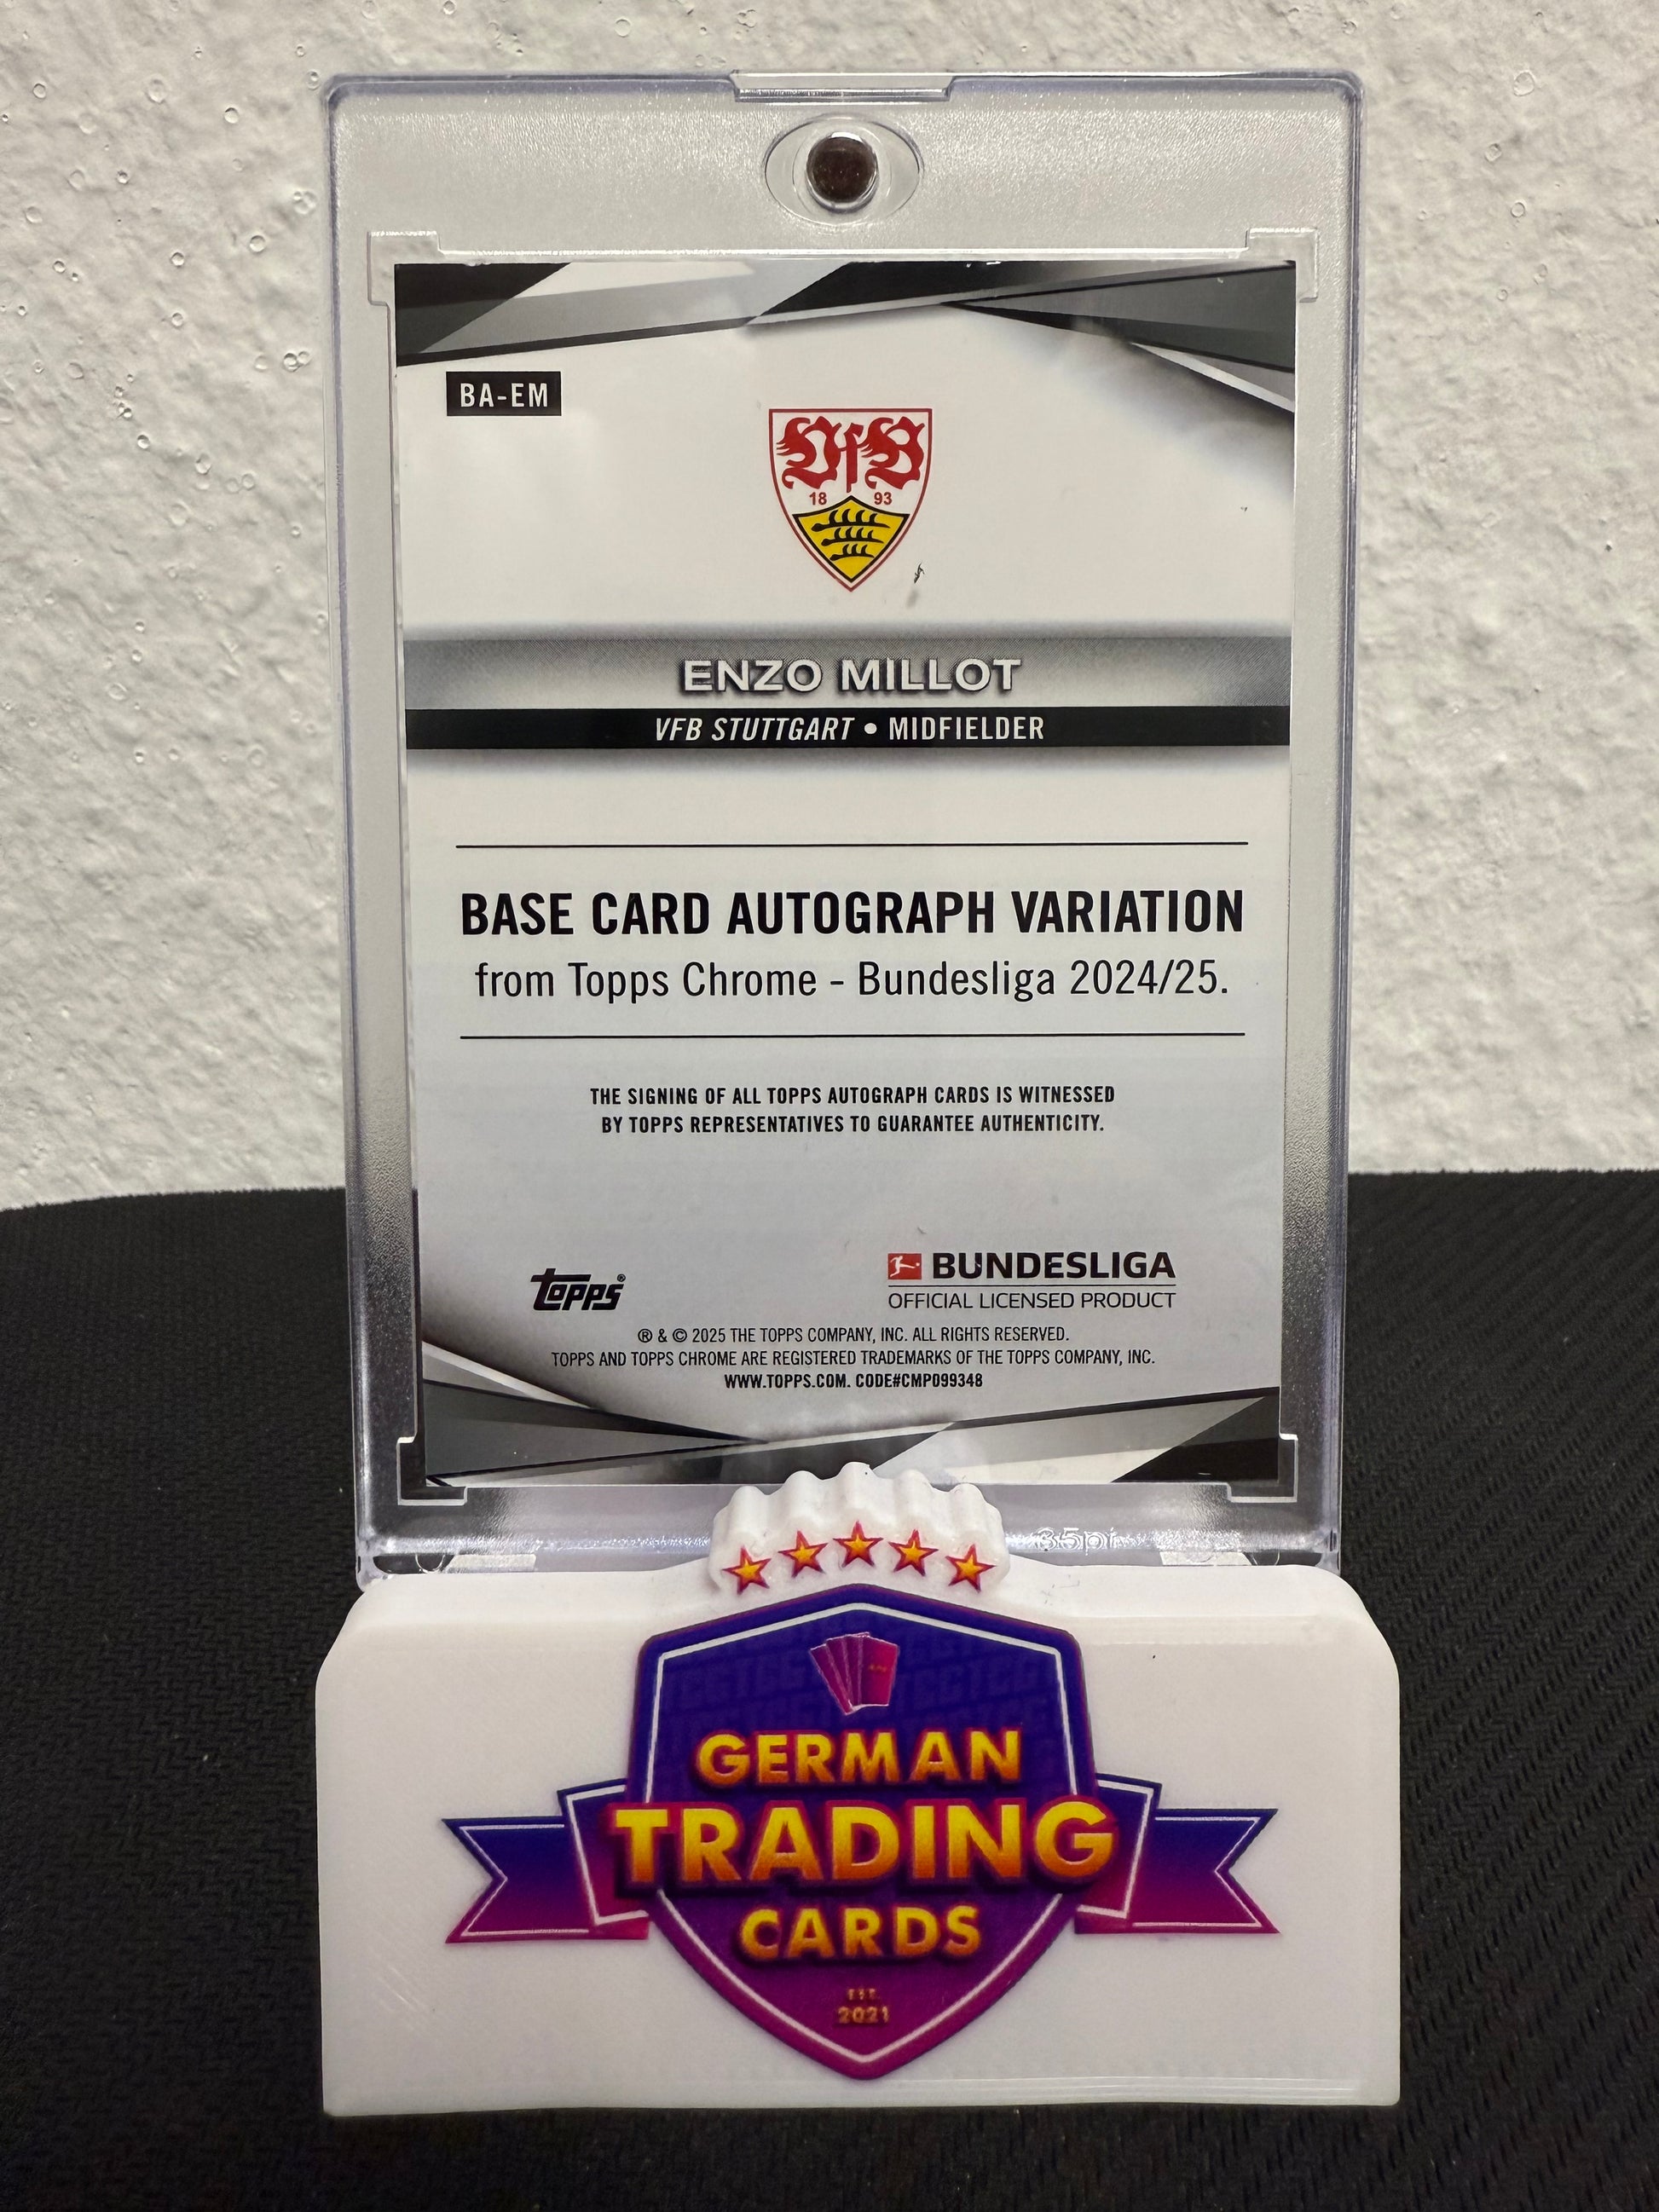 BA-EM
VfB
18 93
ENZO MILLOT
VFB STUTTGART • MIDFIELDER
BASE CARD AUTOGRAPH VARIATION
from Topps Chrome - Bundesliga 2024/25.
THE SIGNING OF ALL TOPPS AUTOGRAPH CARDS IS WITNESSED
BY TOPPS REPRESENTATIVES TO GUARANTEE AUTHENTICITY.
topps®
BUNDESLIGA
OFFICIAL LICENSED PRODUCT
® & © 2025 THE TOPPS COMPANY, INC. ALL RIGHTS RESERVED.
TOPPS AND TOPPS CHROME ARE REGISTERED TRADEMARKS OF THE TOPPS COMPANY, INC.
WWW.TOPPS.COM. CODE#CMP099348
35pt
GERMAN
TRADING
CARDS
EST.
2021